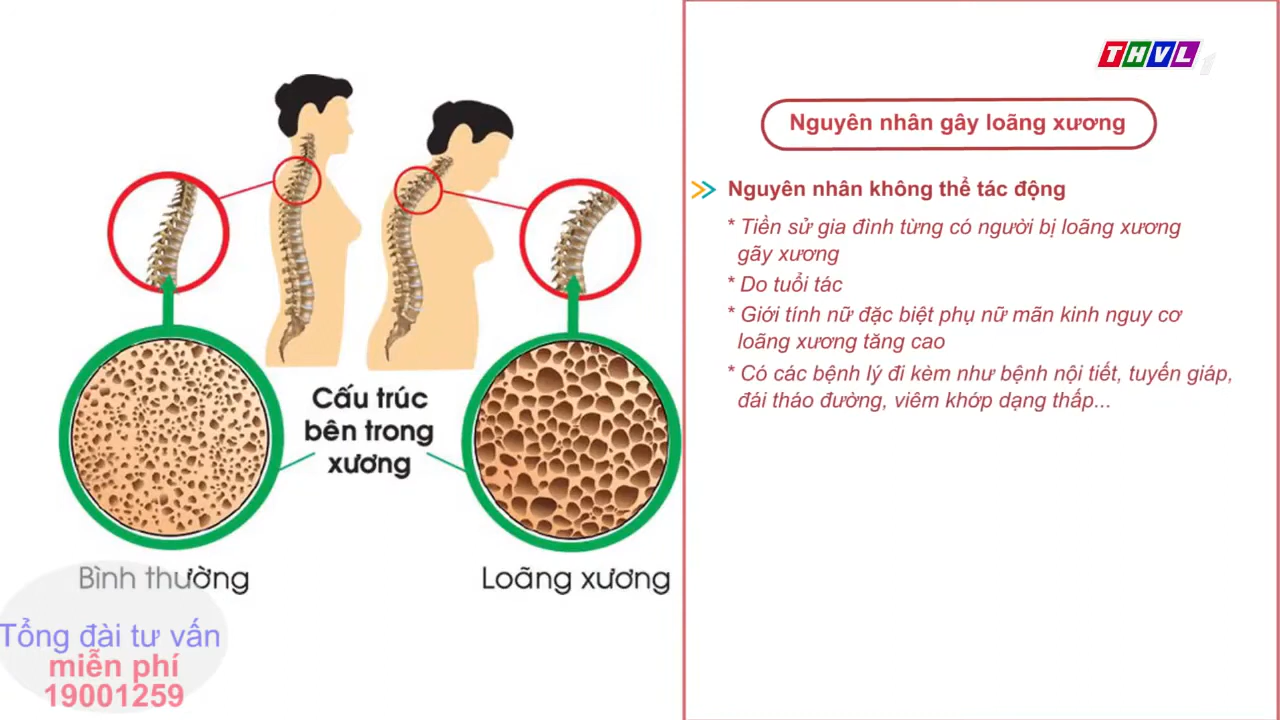 THVL1
Nguyên nhân gây loãng xương
Nguyên nhân không thể tác động
* Tiền sử gia đình từng có người bị loãng xương
gãy xương
* Do tuổi tác
* Giới tính nữ đặc biệt phụ nữ mãn kinh nguy cơ
loãng xương tăng cao
* Có các bệnh lý đi kèm như bệnh nội tiết, tuyến giáp,
đái tháo đường, viêm khớp dạng thấp...
Cấu trúc
bên trong
xương
Bình thường
Loãng xương
Tổng đài tư vấn
miễn phí
19001259